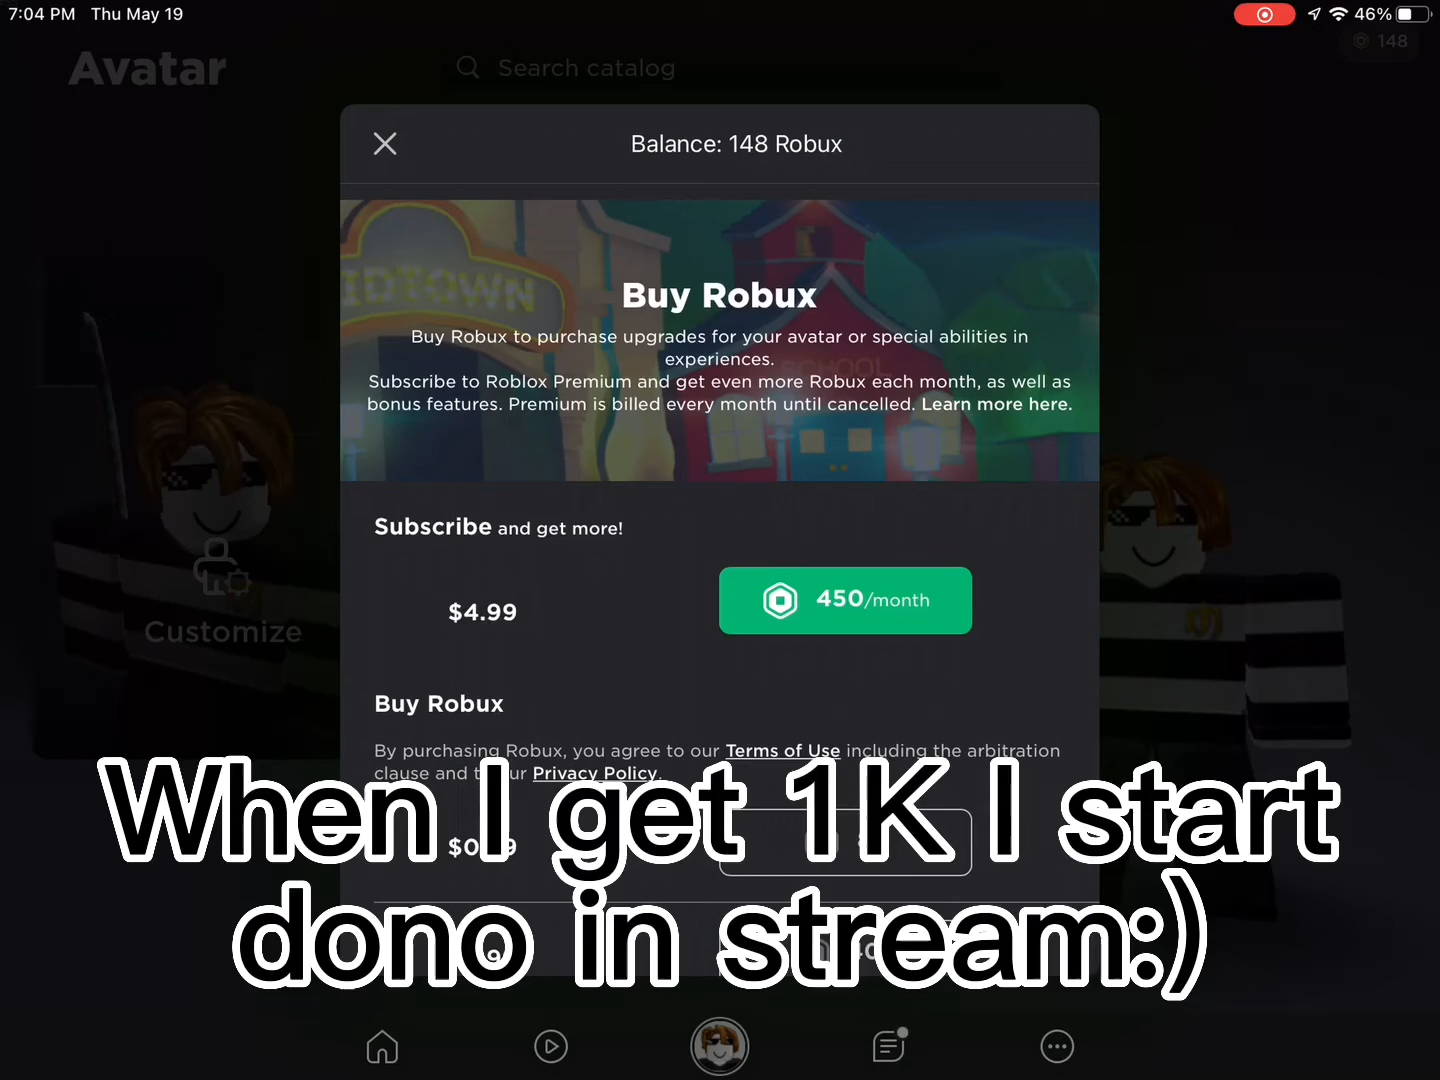 7:04 PM Thu May 19
46%
148
Avatar
Search catalog
Balance: 148 Robux
IDTOWN
SCHOOL
Buy Robux
Buy Robux to purchase upgrades for your avatar or special abilities in
experiences.
Subscribe to Roblox Premium and get even more Robux each month, as well as
bonus features. Premium is billed every month until cancelled. Learn more here.
Subscribe and get more!
$4.99
450/month
Customize
Buy Robux
By purchasing Robux, you agree to our Terms of Use including the arbitration
clause and our Privacy Policy.
When I get 1K I start
dono in stream:)